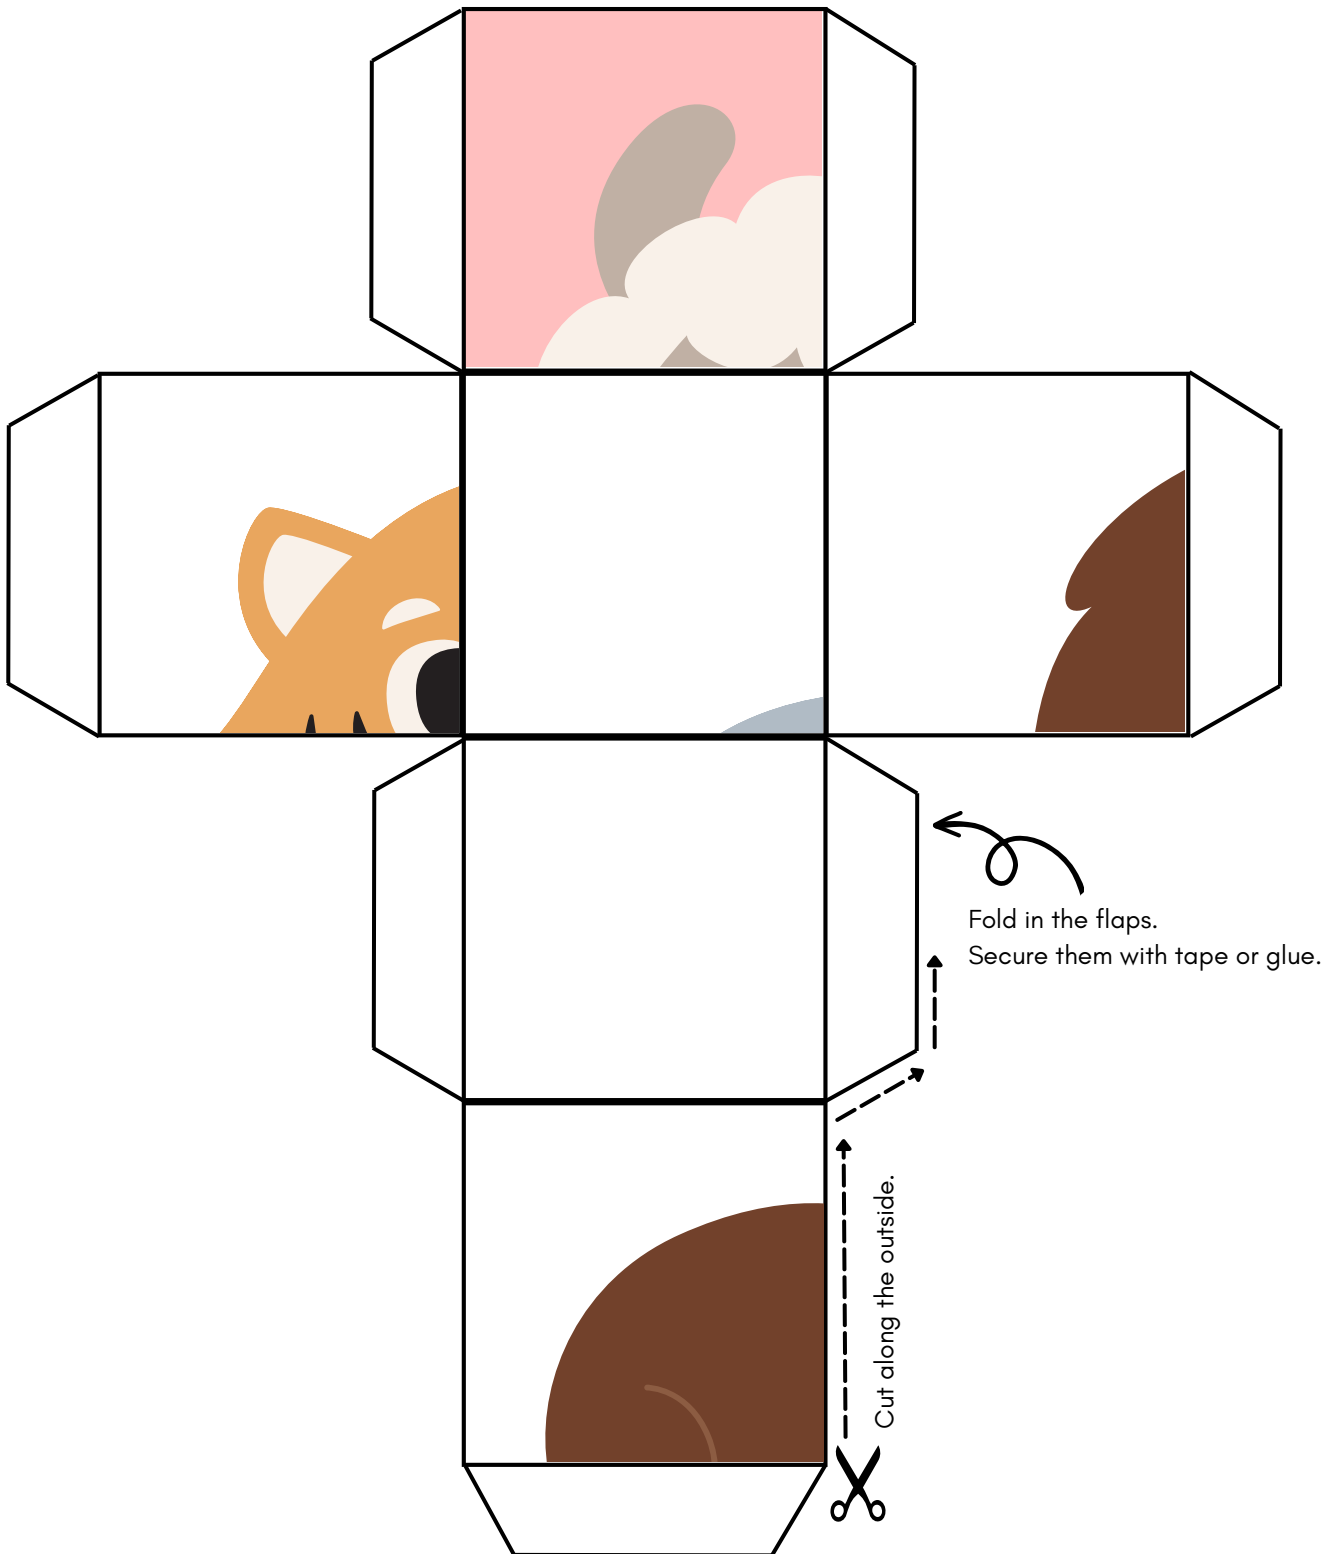 Fold in the flaps.
Secure them with tape or glue.
Cut along the outside.